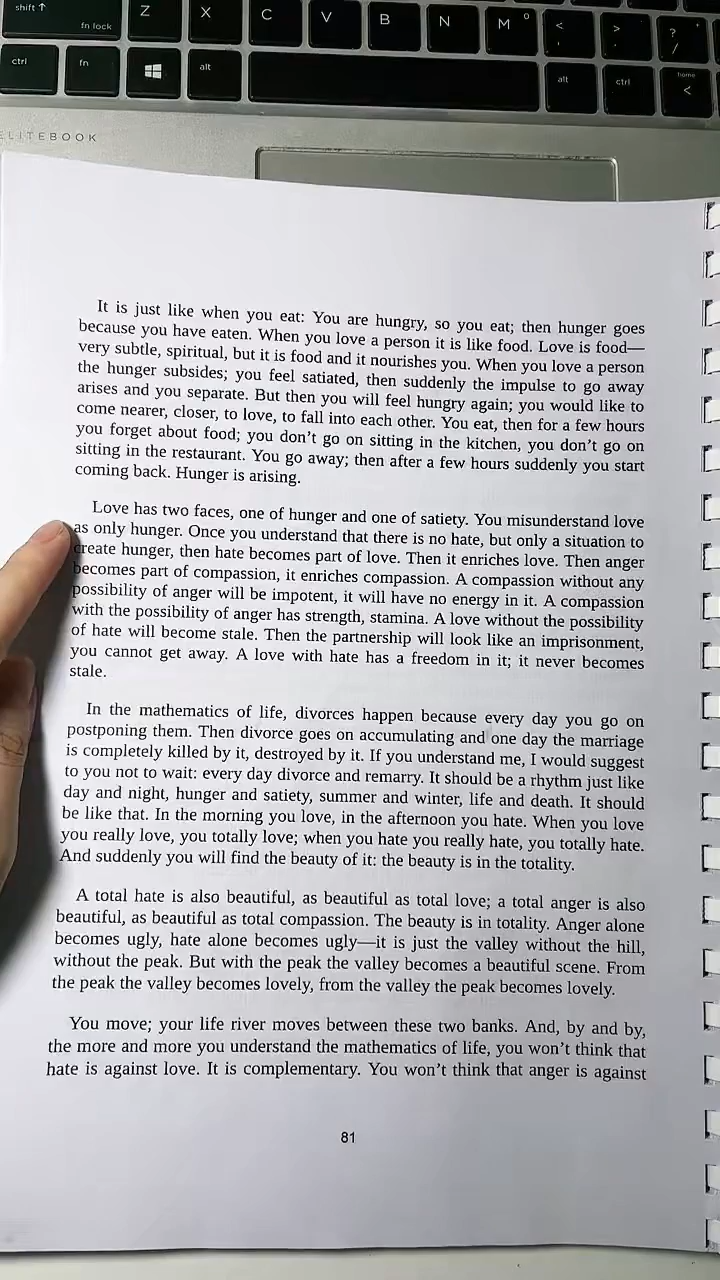 shift ↑
fn lock
Z
X
C
V
B
N
M
<
>
?
/
ctrl
fn
alt
alt
ctrl
home
<
ELITEBOOK
It is just like when you eat: You are hungry, so you eat; then hunger goes
because you have eaten. When you love a person it is like food. Love is food—
very subtle, spiritual, but it is food and it nourishes you. When you love a person
the hunger subsides; you feel satiated, then suddenly the impulse to go away
arises and you separate. But then you will feel hungry again; you would like to
come nearer, closer, to love, to fall into each other. You eat, then for a few hours
you forget about food; you don't go on sitting in the kitchen, you don't go on
sitting in the restaurant. You go away; then after a few hours suddenly you start
coming back. Hunger is arising.
Love has two faces, one of hunger and one of satiety. You misunderstand love
as only hunger. Once you understand that there is no hate, but only a situation to
create hunger, then hate becomes part of love. Then it enriches love. Then anger
becomes part of compassion, it enriches compassion. A compassion without any
possibility of anger will be impotent, it will have no energy in it. A compassion
with the possibility of anger has strength, stamina. A love without the possibility
of hate will become stale. Then the partnership will look like an imprisonment,
you cannot get away. A love with hate has a freedom in it; it never becomes
stale.
In the mathematics of life, divorces happen because every day you go on
postponing them. Then divorce goes on accumulating and one day the marriage
is completely killed by it, destroyed by it. If you understand me, I would suggest
to you not to wait: every day divorce and remarry. It should be a rhythm just like
day and night, hunger and satiety, summer and winter, life and death. It should
be like that. In the morning you love, in the afternoon you hate. When you love
you really love, you totally love; when you hate you really hate, you totally hate.
And suddenly you will find the beauty of it: the beauty is in the totality.
A total hate is also beautiful, as beautiful as total love; a total anger is also
beautiful, as beautiful as total compassion. The beauty is in totality. Anger alone
becomes ugly, hate alone becomes ugly—it is just the valley without the hill,
without the peak. But with the peak the valley becomes a beautiful scene. From
the peak the valley becomes lovely, from the valley the peak becomes lovely.
You move; your life river moves between these two banks. And, by and by,
the more and more you understand the mathematics of life, you won't think that
hate is against love. It is complementary. You won't think that anger is against
81